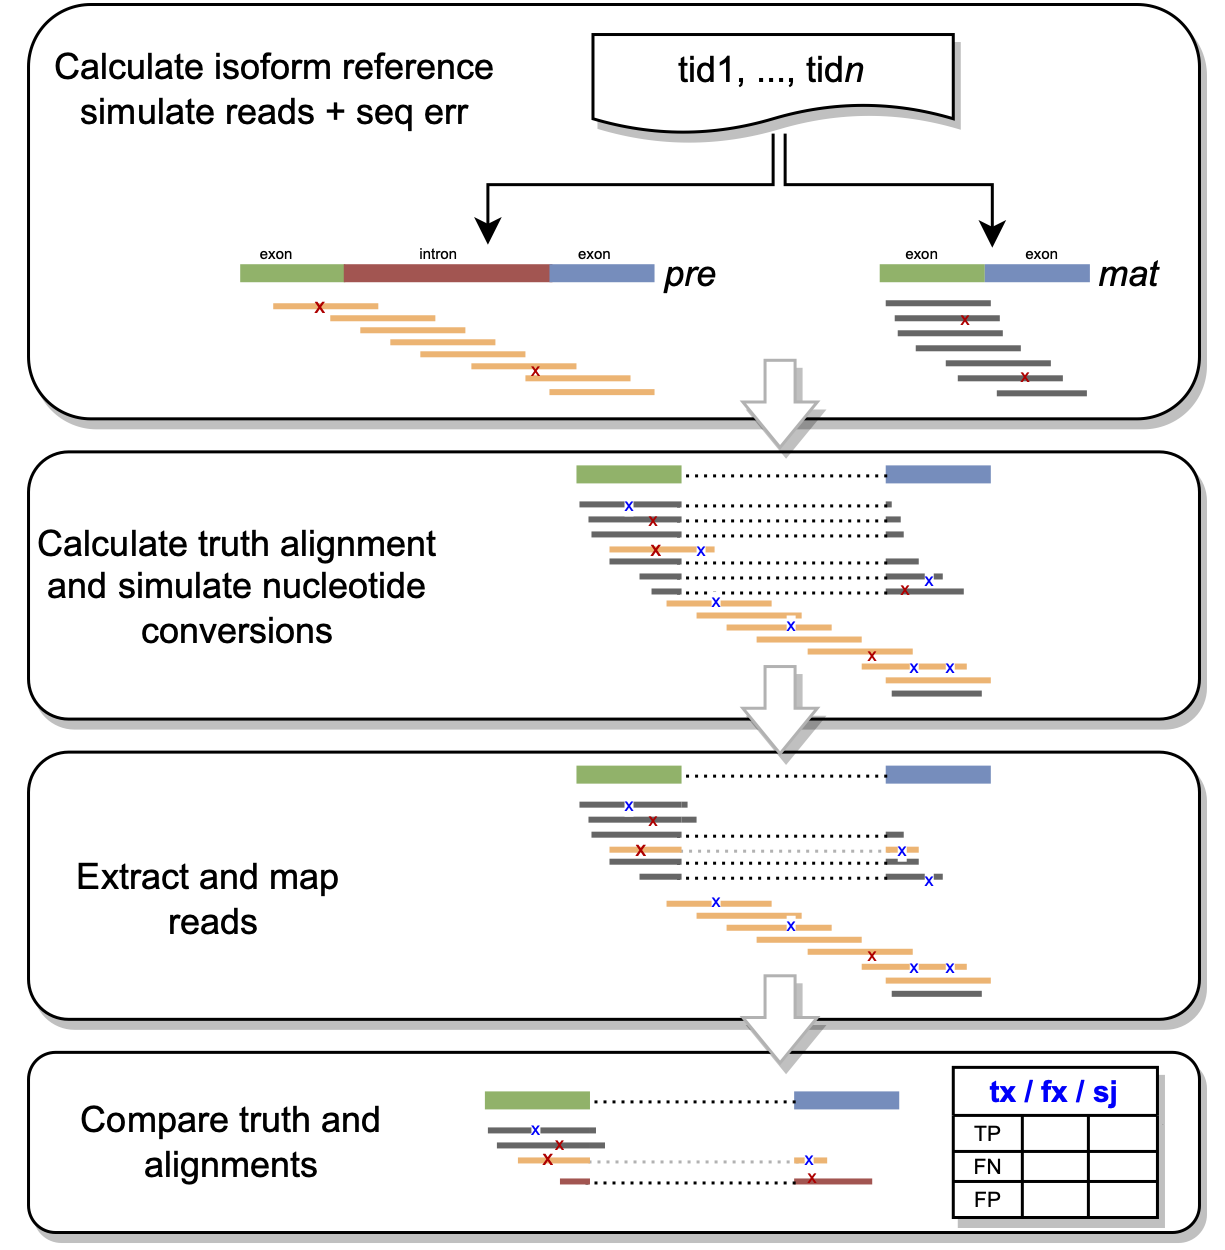 Calculate isoform reference
simulate reads + seq err
tid1, ..., tidn
exon intron exon
pre
exon exon
mat
x
x
x
x
Calculate truth alignment
and simulate nucleotide
conversions
x
x
x x
x
x
x
x
x
x x
Extract and map
reads
x
x
x x
x
x
x
x
x x
Compare truth and
alignments
x
x
x x
x
tx / fx / sj
TP
FN
FP